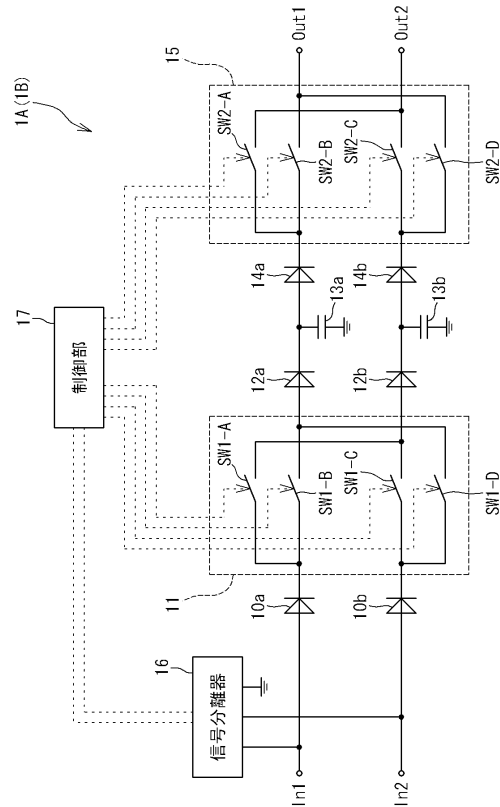 1A(1B)
17
制御部
16
信号分離器
11
15
SW1-A
SW1-B
SW1-C
SW1-D
SW2-A
SW2-B
SW2-C
SW2-D
10a
12a
14a
13a
10b
12b
14b
13b
In1
In2
Out1
Out2